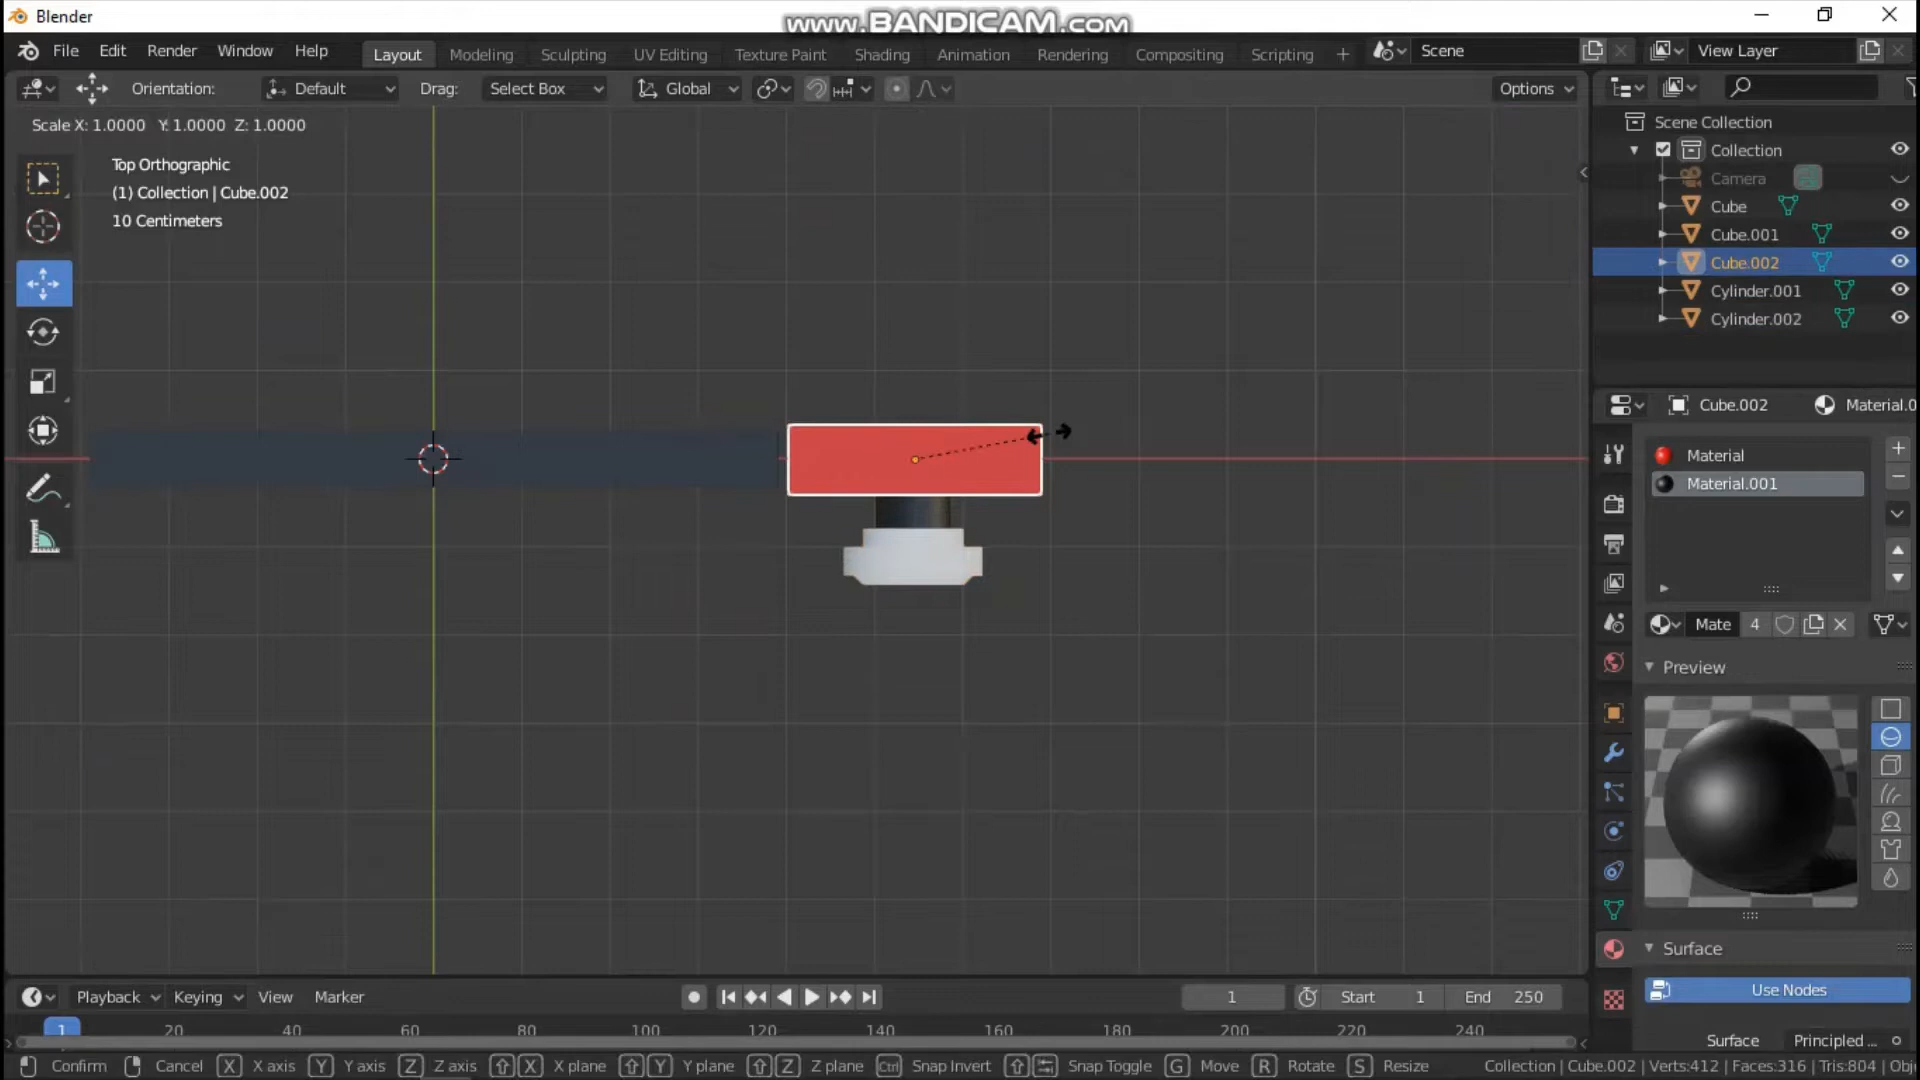 Blender
www.BANDICAM.com
File Edit Render Window Help
Layout Modeling Sculpting UV Editing Texture Paint Shading Animation Rendering Compositing Scripting +
Scene
View Layer
Orientation: Default Drag: Select Box Global Options
Scale X: 1.0000 Y: 1.0000 Z: 1.0000
Top Orthographic
(1) Collection | Cube.002
10 Centimeters
Scene Collection
Collection
Camera
Cube
Cube.001
Cube.002
Cylinder.001
Cylinder.002
Cube.002 Material.0
Material
Material.001
Mate 4
Preview
Surface
Use Nodes
Surface Principled ...
Playback Keying View Marker 1 Start 1 End 250
1 20 40 60 80 100 120 140 160 180 200 220 240
Confirm Cancel X X axis Y Y axis Z Z axis X X plane Y Y plane Z Z plane Ctrl Snap Invert Snap Toggle G Move R Rotate S Resize Collection | Cube.002 | Verts:412 | Faces:316 | Tris:804 | Obj